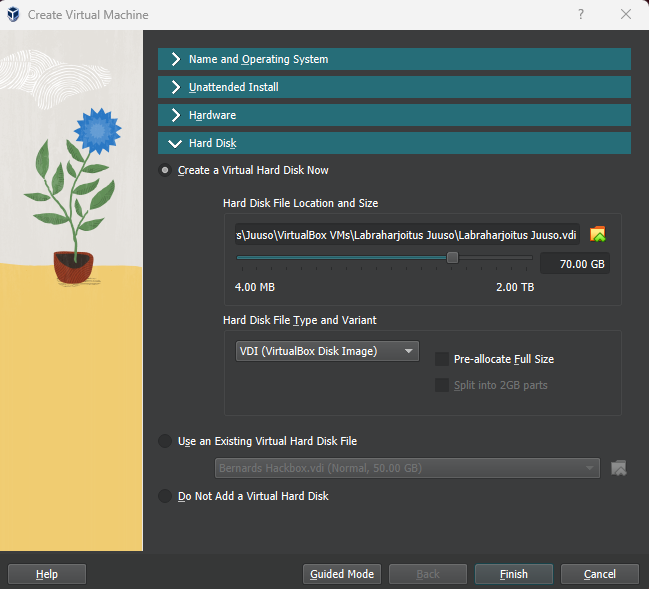 Create Virtual Machine
?
Name and Operating System
Unattended Install
Hardware
Hard Disk
Create a Virtual Hard Disk Now
Hard Disk File Location and Size
s\Juuso\VirtualBox VMs\Labraharjoitus Juuso\Labraharjoitus Juuso.vdi
70.00 GB
4.00 MB
2.00 TB
Hard Disk File Type and Variant
VDI (VirtualBox Disk Image)
Pre-allocate Full Size
Split into 2GB parts
Use an Existing Virtual Hard Disk File
Bernards Hackbox.vdi (Normal, 50.00 GB)
Do Not Add a Virtual Hard Disk
Help
Guided Mode
Back
Finish
Cancel